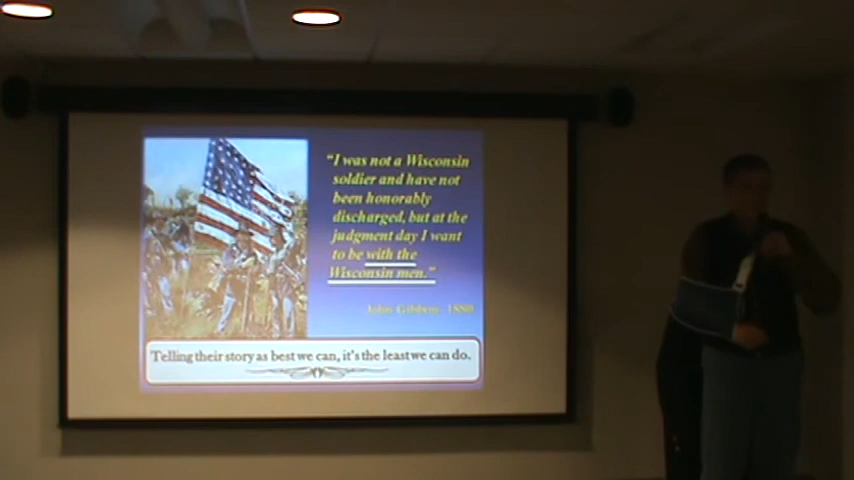 “I was not a Wisconsin
soldier and have not
been honorably
discharged, but at the
judgment day I want
to be with the
Wisconsin men.”
John Gibbon, 1880
Telling their story as best we can, it's the least we can do.